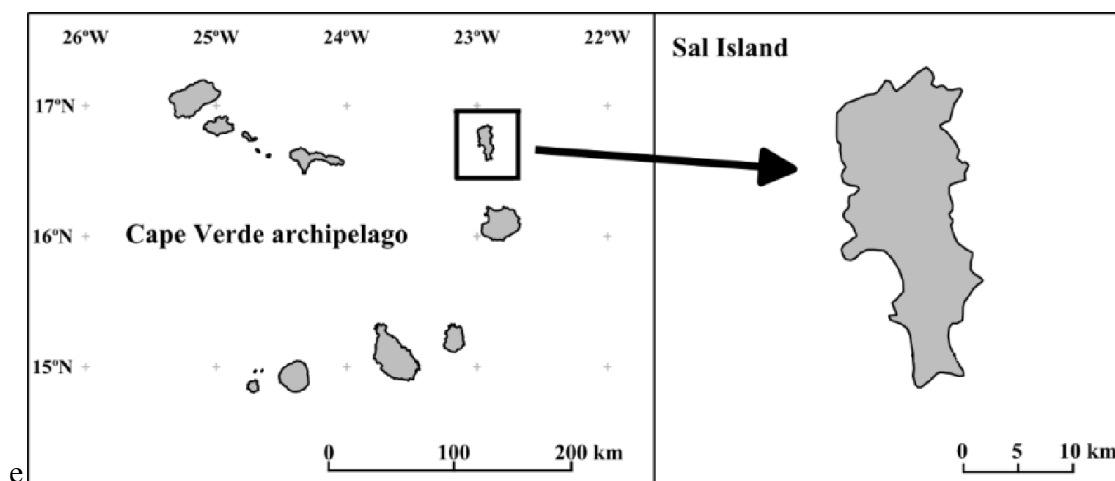 26ºW 25ºW 24ºW 23ºW 22ºW
Sal Island
17ºN
Cape Verde archipelago
16ºN
15ºN
0 100 200 km
0 5 10 km
e